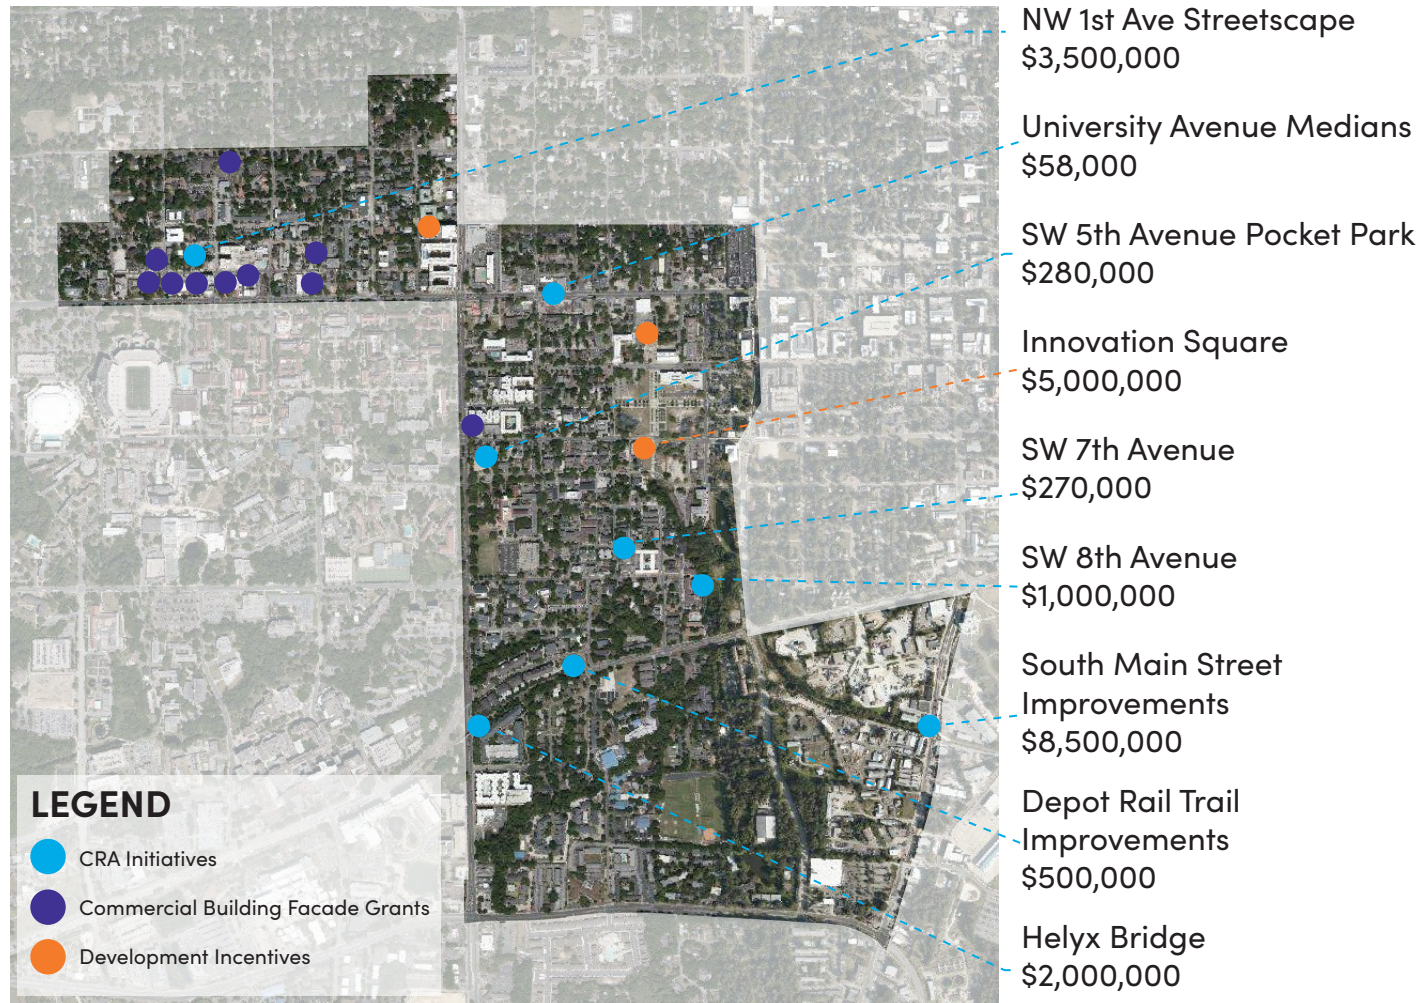 NW 1st Ave Streetscape
$3,500,000
University Avenue Medians
$58,000
SW 5th Avenue Pocket Park
$280,000
Innovation Square
$5,000,000
SW 7th Avenue
$270,000
SW 8th Avenue
$1,000,000
South Main Street
Improvements
$8,500,000
Depot Rail Trail
Improvements
$500,000
Helyx Bridge
$2,000,000
LEGEND
CRA Initiatives
Commercial Building Facade Grants
Development Incentives